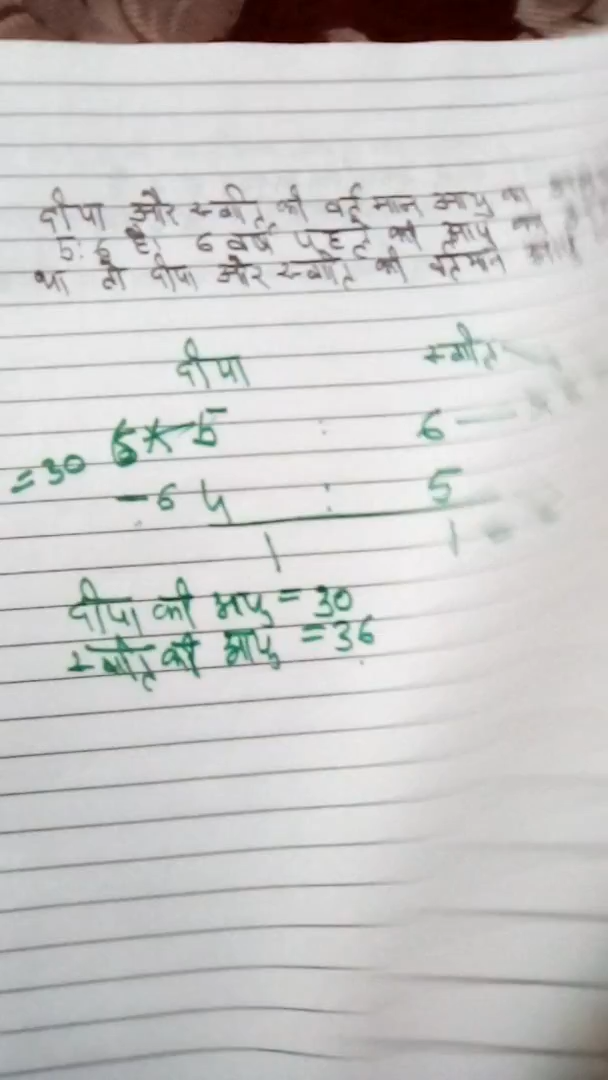 दीपा और स्वीटी की वर्तमान आयु का
5:6 है। 6 वर्ष पहले की आयु का
था तो दीपा और स्वीटी की वर्तमान
दीपा स्वीटी
= 30 5 5 : 6
-6 4 : 5
1 1
दीपा की आयु = 30
स्वीटी की आयु = 36